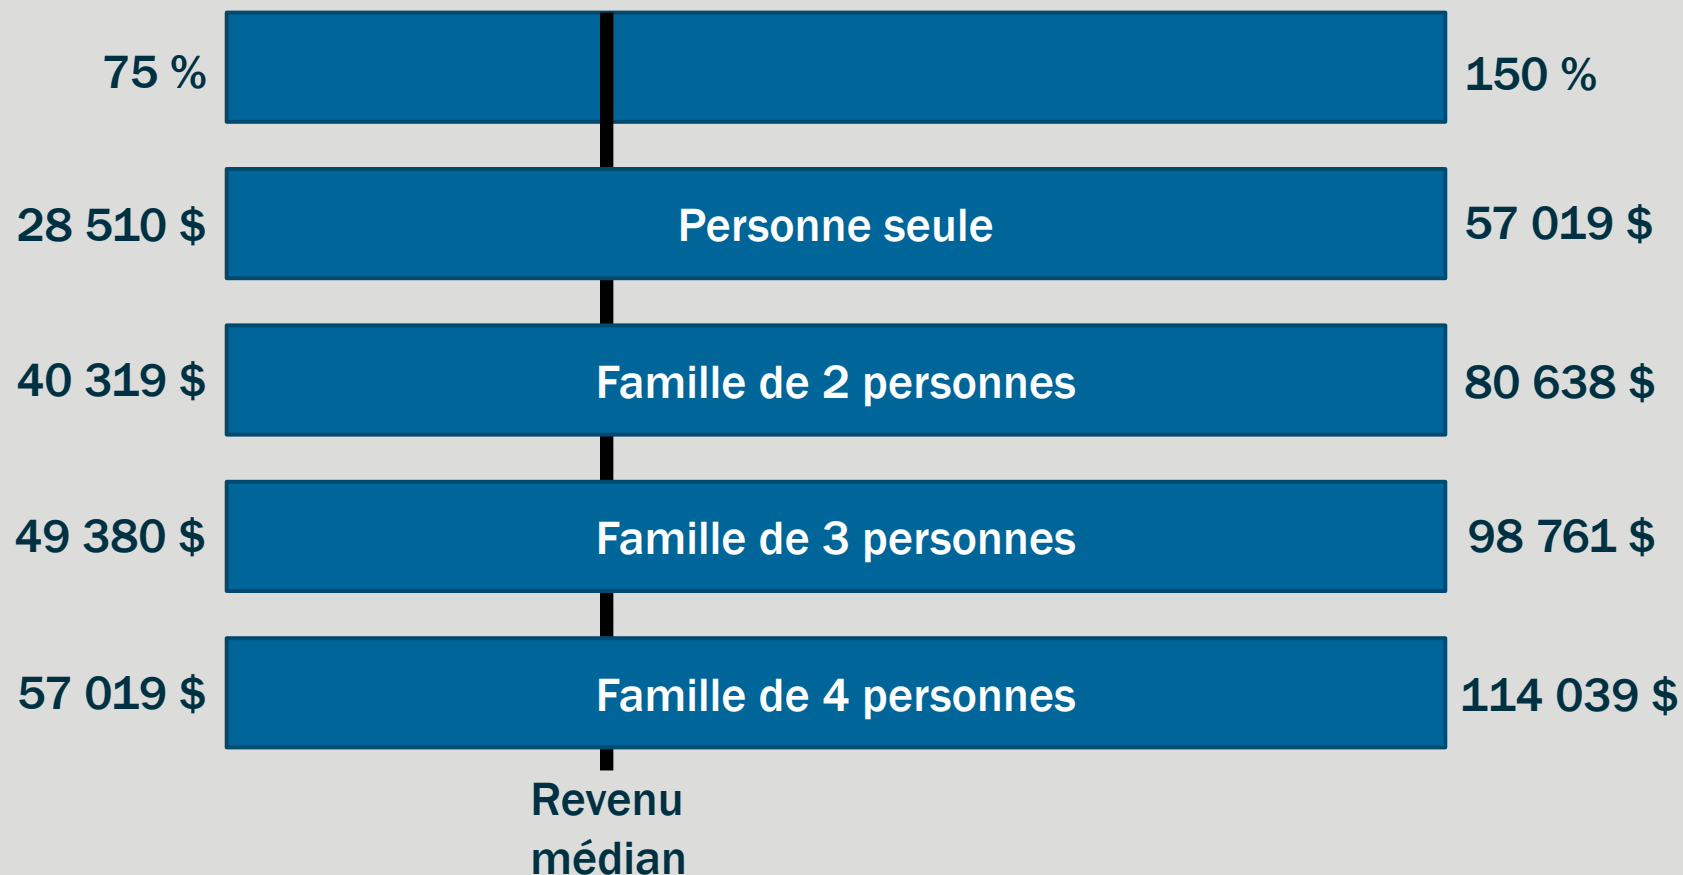 75 %
150 %
28 510 $
Personne seule
57 019 $
40 319 $
Famille de 2 personnes
80 638 $
49 380 $
Famille de 3 personnes
98 761 $
57 019 $
Famille de 4 personnes
114 039 $
Revenu
médian